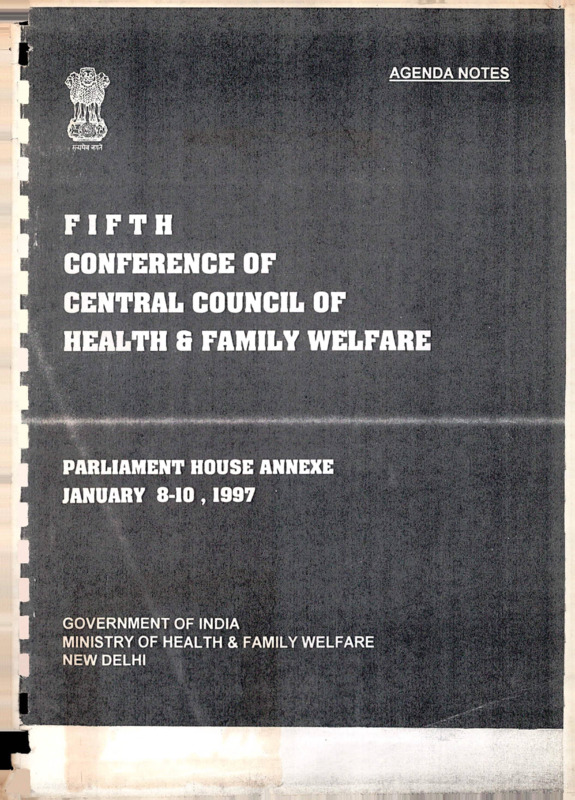 AGENDA NOTES
सत्यमेव जयते
FIFTH
CONFERENCE OF
CENTRAL COUNCIL OF
HEALTH & FAMILY WELFARE
PARLIAMENT HOUSE ANNEXE
JANUARY 8-10 , 1997
GOVERNMENT OF INDIA
MINISTRY OF HEALTH & FAMILY WELFARE
NEW DELHI